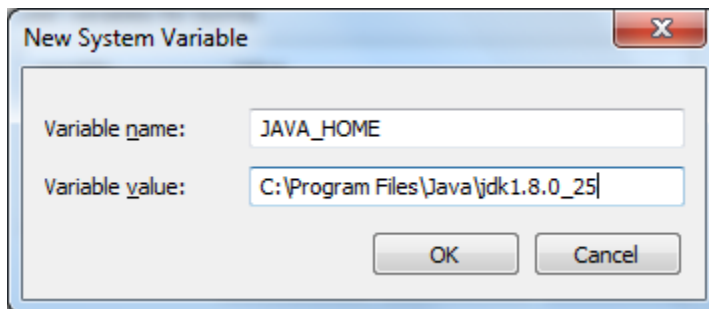 New System Variable
Variable name: JAVA_HOME
Variable value: C:\Program Files\Java\jdk1.8.0_25
OK Cancel